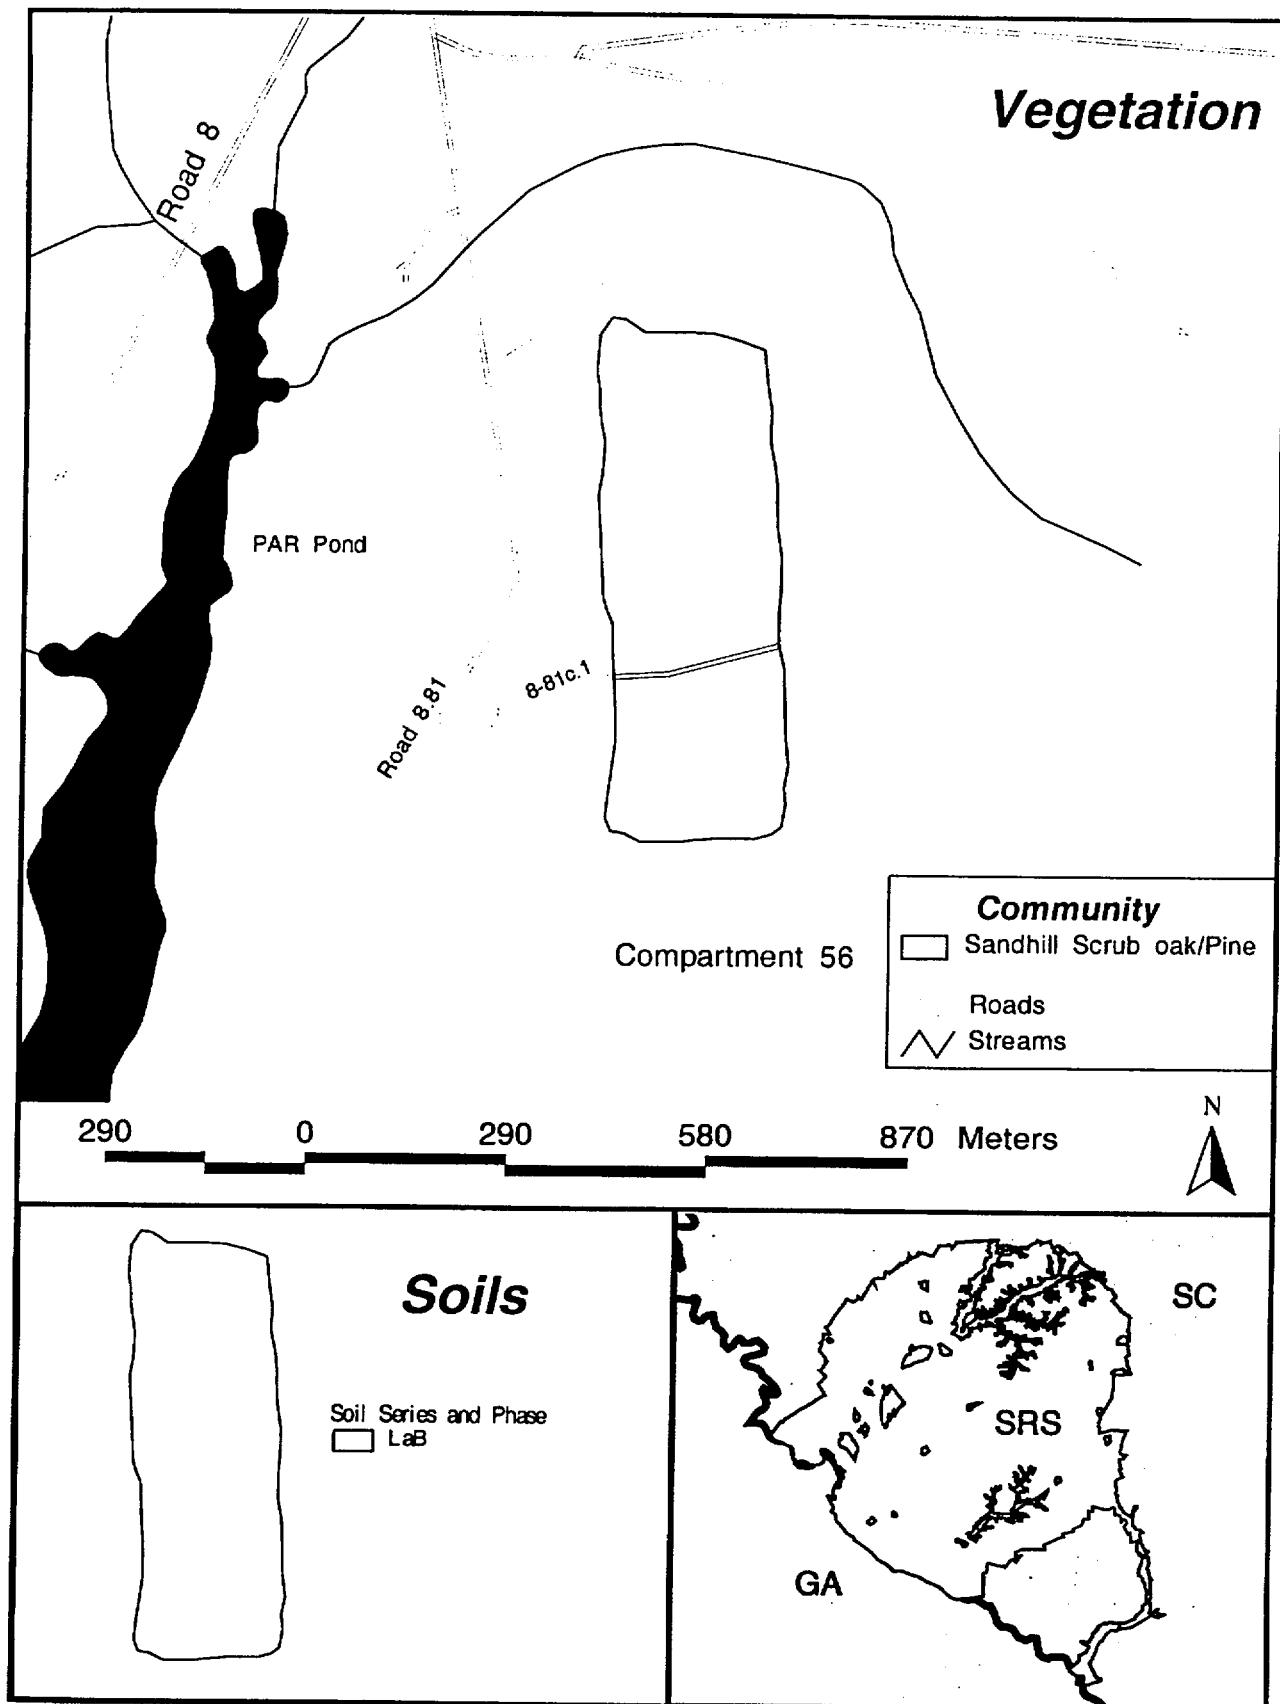 Vegetation
Road 8
PAR Pond
8-81c.1
Road 8.81
Compartment 56
Community
Sandhill Scrub oak/Pine
Roads
Streams
290 0 290 580 870 Meters
N
Soils
Soil Series and Phase
LaB
SC
SRS
GA